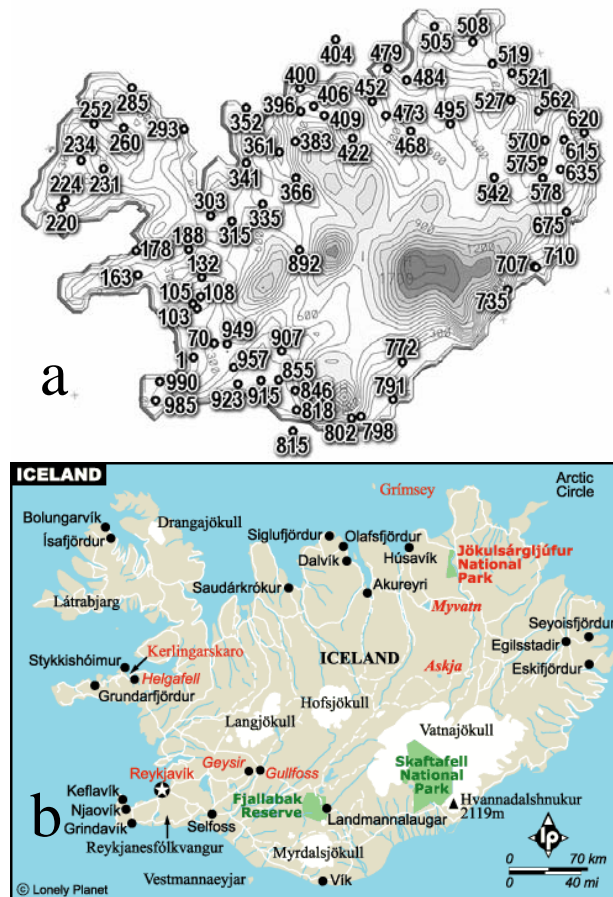 508
505
404
479
519
400
484
521
285
452
406
252
396
352
527
562
473
495
409
293
260
620
361
383
422
468
570
615
234
341
575
635
231
366
542
578
224
303
335
220
315
675
188
178
892
132
707
710
163
105
108
735
103
70
949
907
772
1
957
a
990
855
846
791
985
923
915
818
802
798
815
ICELAND
Grímsey
Arctic
Circle
Bolungarvík
Drangajökull
Siglufjördur
Olafsfjördur
Ísafjördur
Húsavík
Jökulsárgljúfur
National
Park
Dalvík
Saudárkrókur
Akureyri
Látrabjarg
Myvatn
Seyoisfjördur
Stykkishóimur
Kerlingarskaro
ICELAND
Egilsstadir
Helgafell
Askja
Eskifjördur
Grundarfjördur
Hofsjökull
Langjökull
Vatnajökull
Geysir
Gullfoss
Skaftafell
National
Park
Reykjavík
Keflavík
Njaovík
Fjallabak
Reserve
Hvannadalshnukur
2119m
b
Landmannalaugar
Grindavík
Selfoss
Reykjanesfólkvangur
Myrdalsjökull
lp
0 70 km
0 40 mi
Vestmannaeyjar
Vík
© Lonely Planet